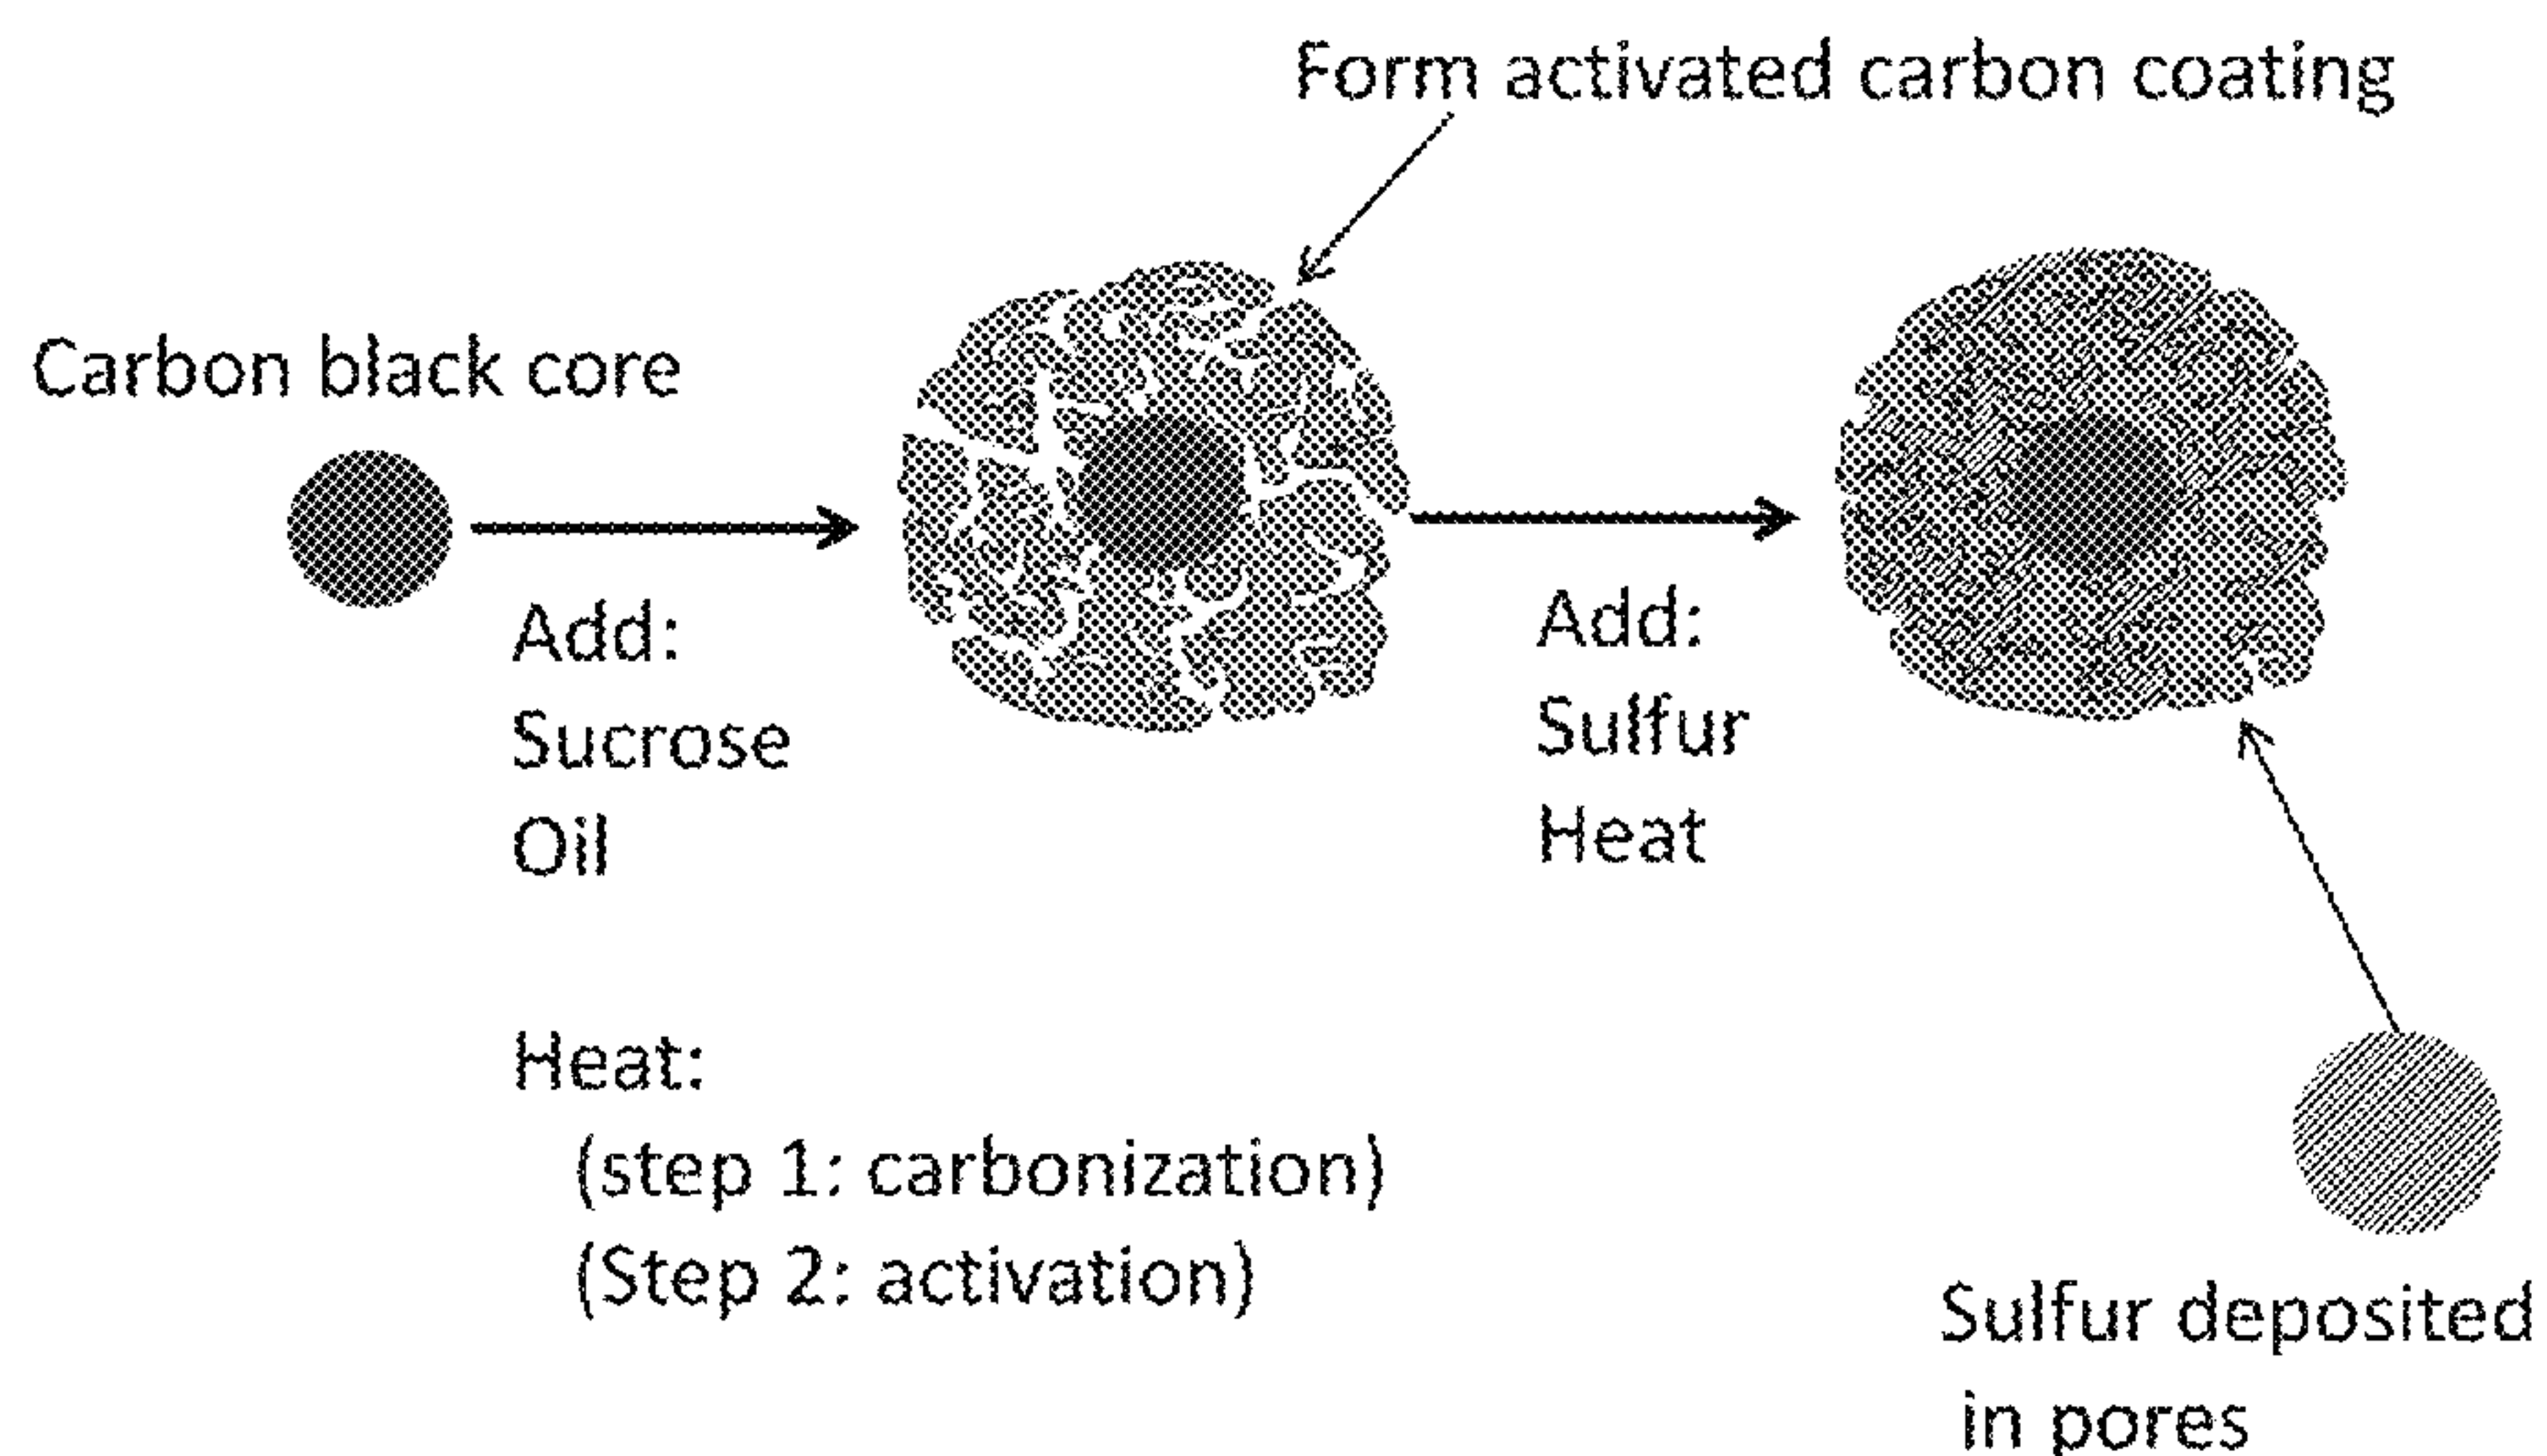 Form activated carbon coating
Carbon black core
Add:
Sucrose
Oil
Heat:
(step 1: carbonization)
(Step 2: activation)
Add:
Sulfur
Heat
Sulfur deposited
in pores